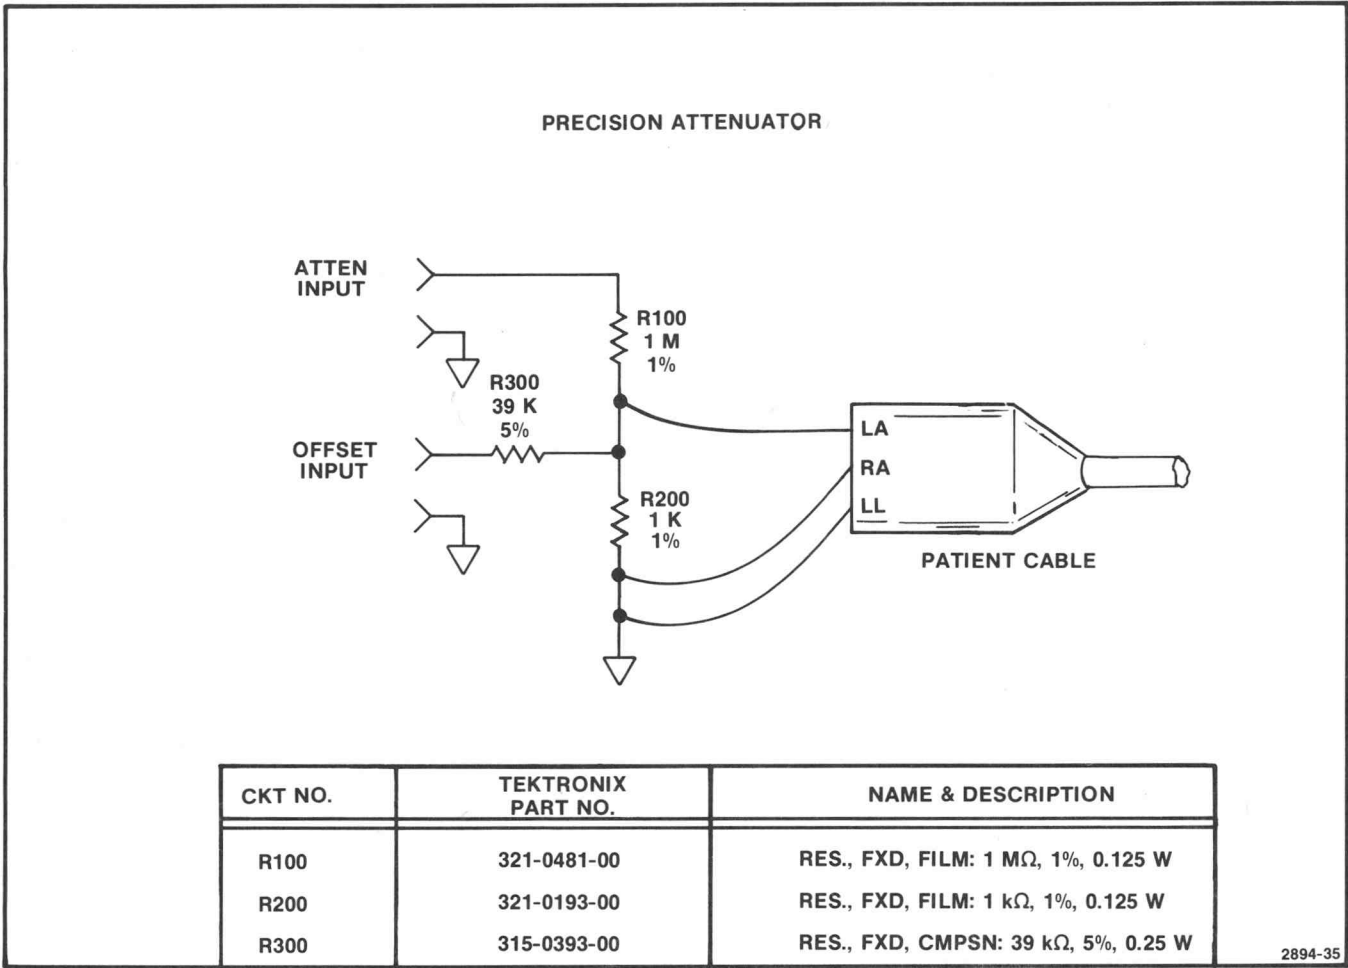 PRECISION ATTENUATOR
ATTEN
INPUT
R100
1 M
1%
R300
39 K
5%
OFFSET
INPUT
R200
1 K
1%
LA
RA
LL
PATIENT CABLE
CKT NO. TEKTRONIX PART NO. NAME & DESCRIPTION
R100 321-0481-00 RES., FXD, FILM: 1 MΩ, 1%, 0.125 W
R200 321-0193-00 RES., FXD, FILM: 1 kΩ, 1%, 0.125 W
R300 315-0393-00 RES., FXD, CMPSN: 39 kΩ, 5%, 0.25 W
2894-35